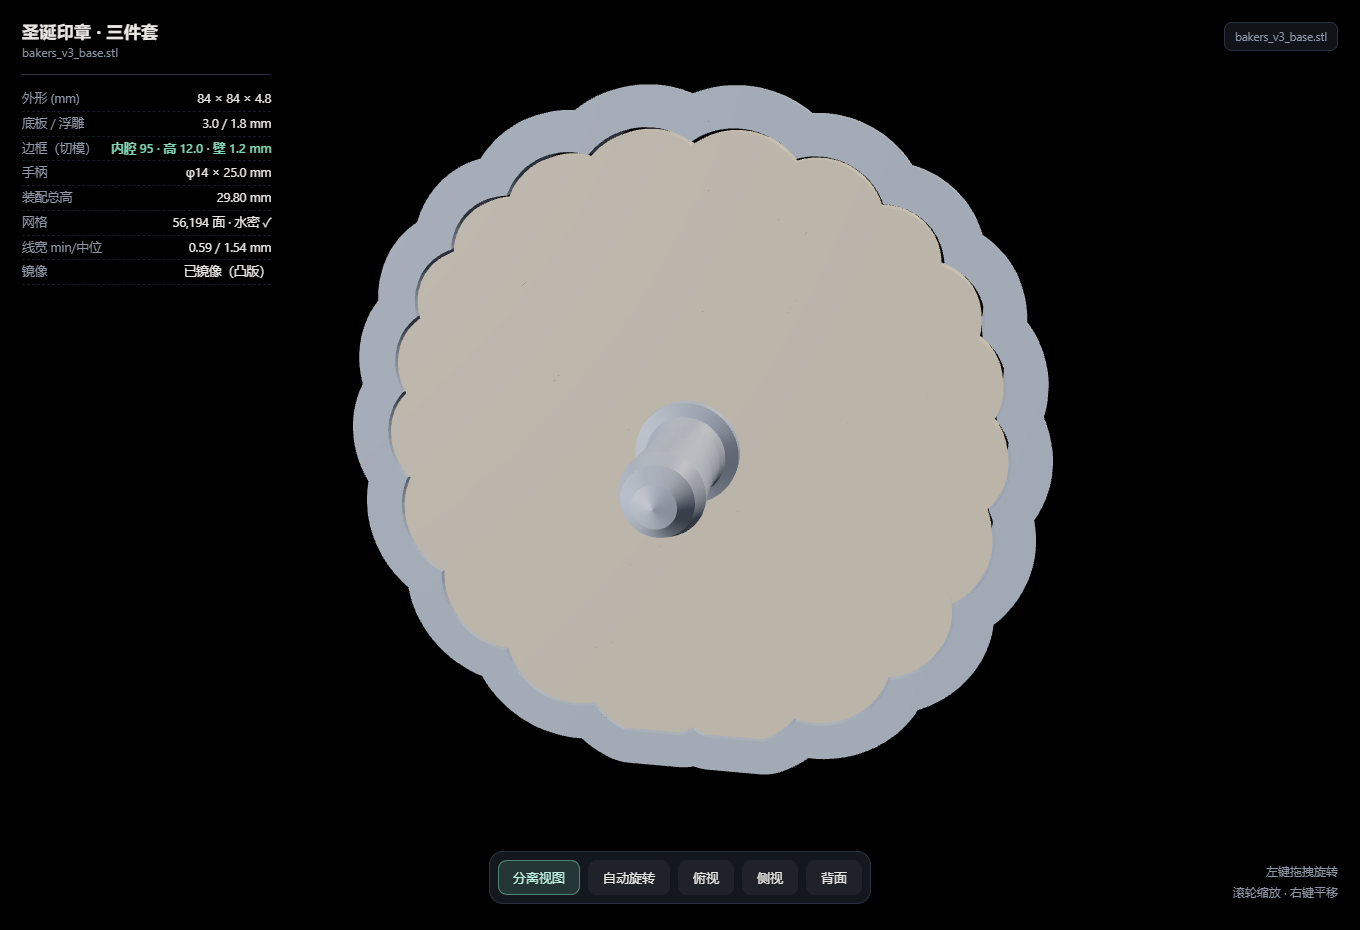 圣诞印章 · 三件套
bakers_v3_base.stl
bakers_v3_base.stl
外形 (mm) 84 × 84 × 4.8
底板 / 浮雕 3.0 / 1.8 mm
边框（切模） 内腔 95 · 高 12.0 · 壁 1.2 mm
手柄 φ14 × 25.0 mm
装配总高 29.80 mm
网格 56,194 面 · 水密 ✓
线宽 min/中位 0.59 / 1.54 mm
镜像 已镜像（凸版）
分离视图 自动旋转 俯视 侧视 背面
左键拖拽旋转
滚轮缩放 · 右键平移